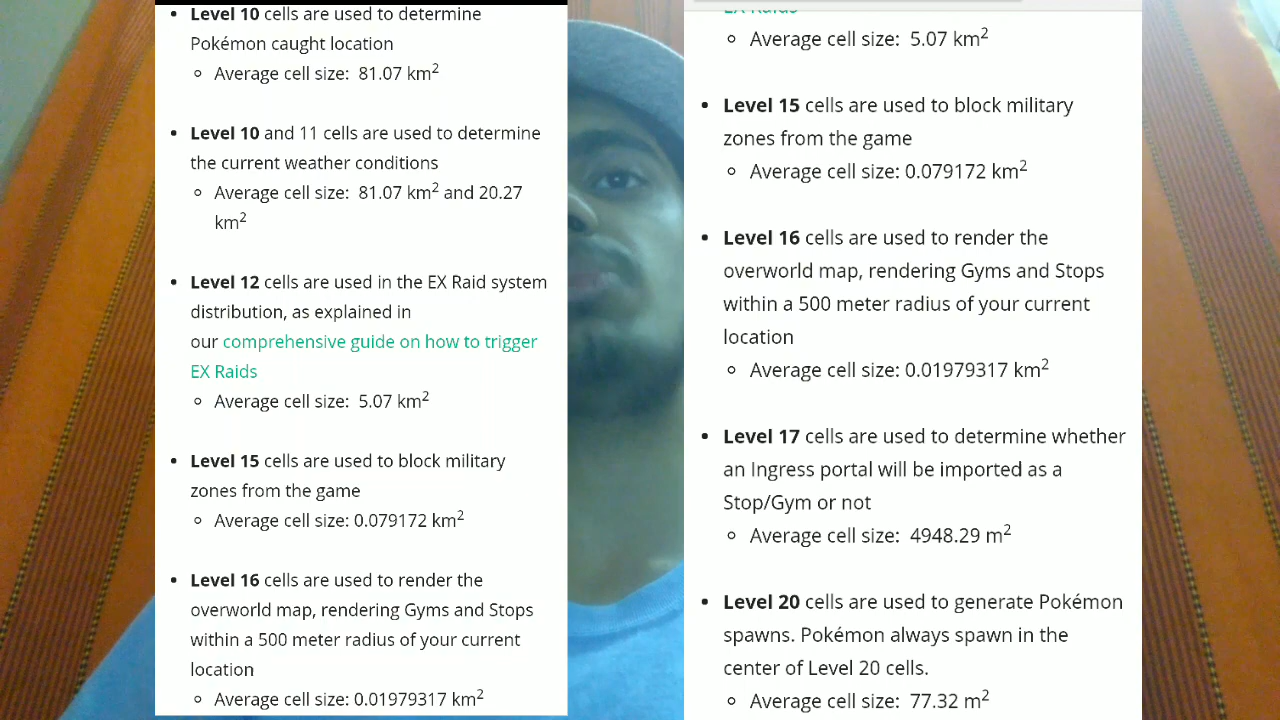 Level 10 cells are used to determine
Pokémon caught location
Average cell size: 81.07 km²
Level 10 and 11 cells are used to determine
the current weather conditions
Average cell size: 81.07 km² and 20.27
km²
Level 12 cells are used in the EX Raid system
distribution, as explained in
our comprehensive guide on how to trigger
EX Raids
Average cell size: 5.07 km²
Level 15 cells are used to block military
zones from the game
Average cell size: 0.079172 km²
Level 16 cells are used to render the
overworld map, rendering Gyms and Stops
within a 500 meter radius of your current
location
Average cell size: 0.01979317 km²
EX Raids
Average cell size: 5.07 km²
Level 15 cells are used to block military
zones from the game
Average cell size: 0.079172 km²
Level 16 cells are used to render the
overworld map, rendering Gyms and Stops
within a 500 meter radius of your current
location
Average cell size: 0.01979317 km²
Level 17 cells are used to determine whether
an Ingress portal will be imported as a
Stop/Gym or not
Average cell size: 4948.29 m²
Level 20 cells are used to generate Pokémon
spawns. Pokémon always spawn in the
center of Level 20 cells.
Average cell size: 77.32 m²